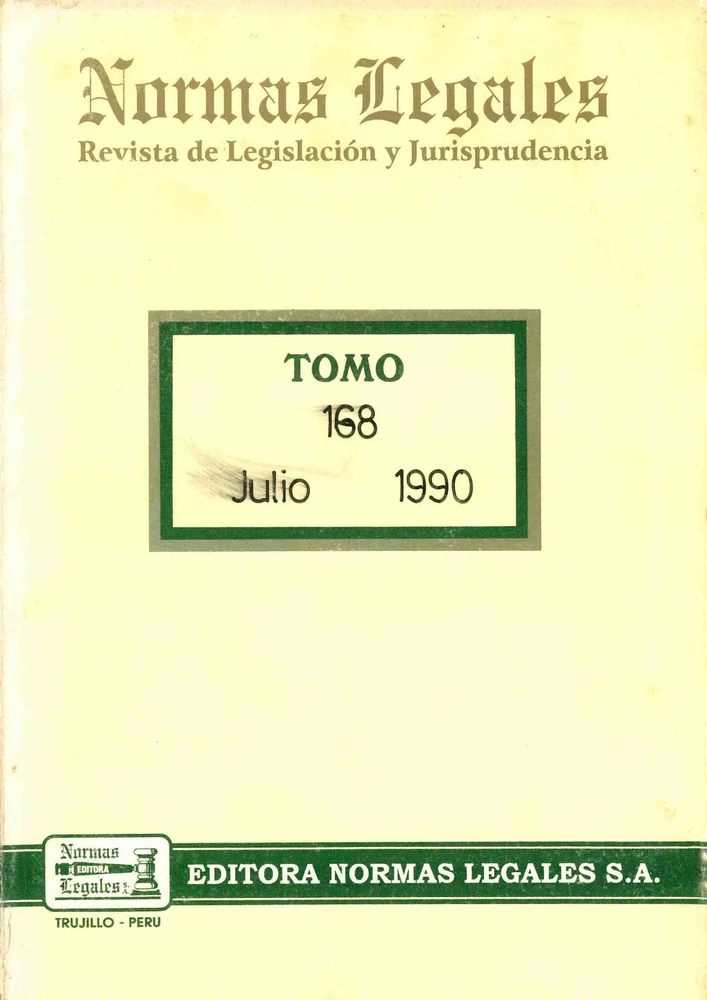 Normas Legales
Revista de Legislación y Jurisprudencia
TOMO
168
Julio 1990
Normas
EDITORA
Legales S.A.
EDITORA NORMAS LEGALES S.A.
TRUJILLO - PERU